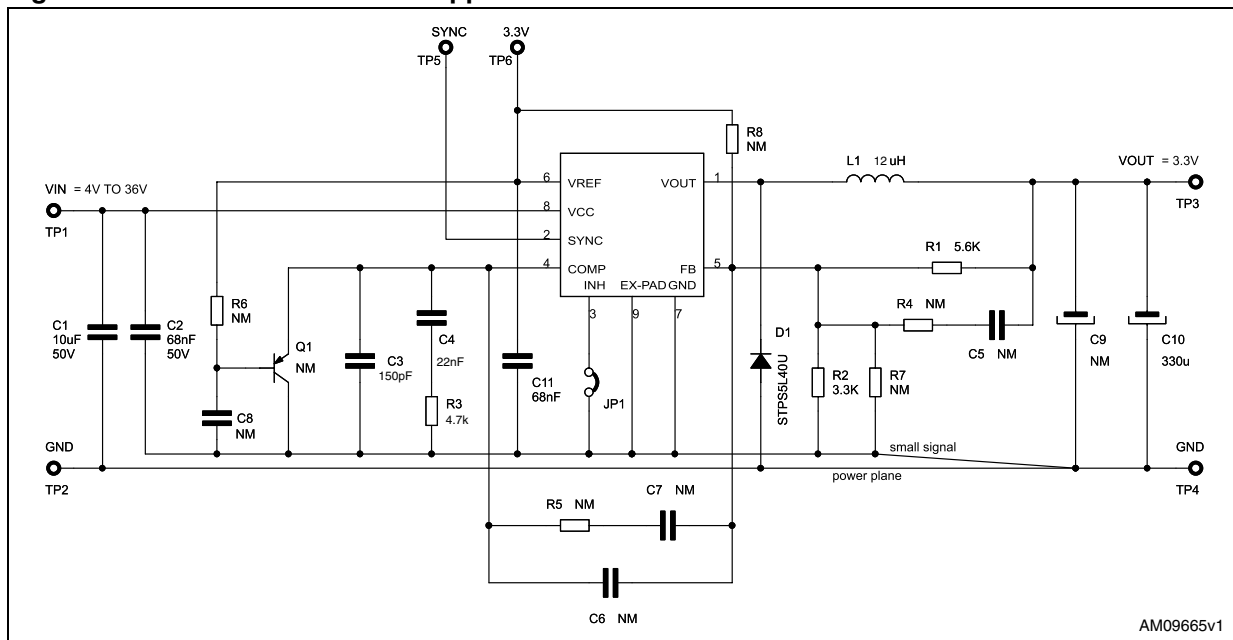 SYNC
TP5
3.3V
TP6
R8
NM
L1 12 uH
VOUT = 3.3V
TP3
VIN = 4V TO 36V
TP1
6
VREF
VOUT
1
8
VCC
2
SYNC
4
COMP
FB
5
INH
EX-PAD
GND
3
9
7
R1 5.6K
R4 NM
C5 NM
R6
NM
C1
10uF
50V
C2
68nF
50V
Q1
NM
C3
150pF
C4
22nF
R3
4.7k
C11
68nF
JP1
D1
STPS5L40U
R2
3.3K
R7
NM
C9
NM
C10
330u
C8
NM
GND
TP2
small signal
power plane
GND
TP4
C7 NM
R5 NM
C6 NM
AM09665v1